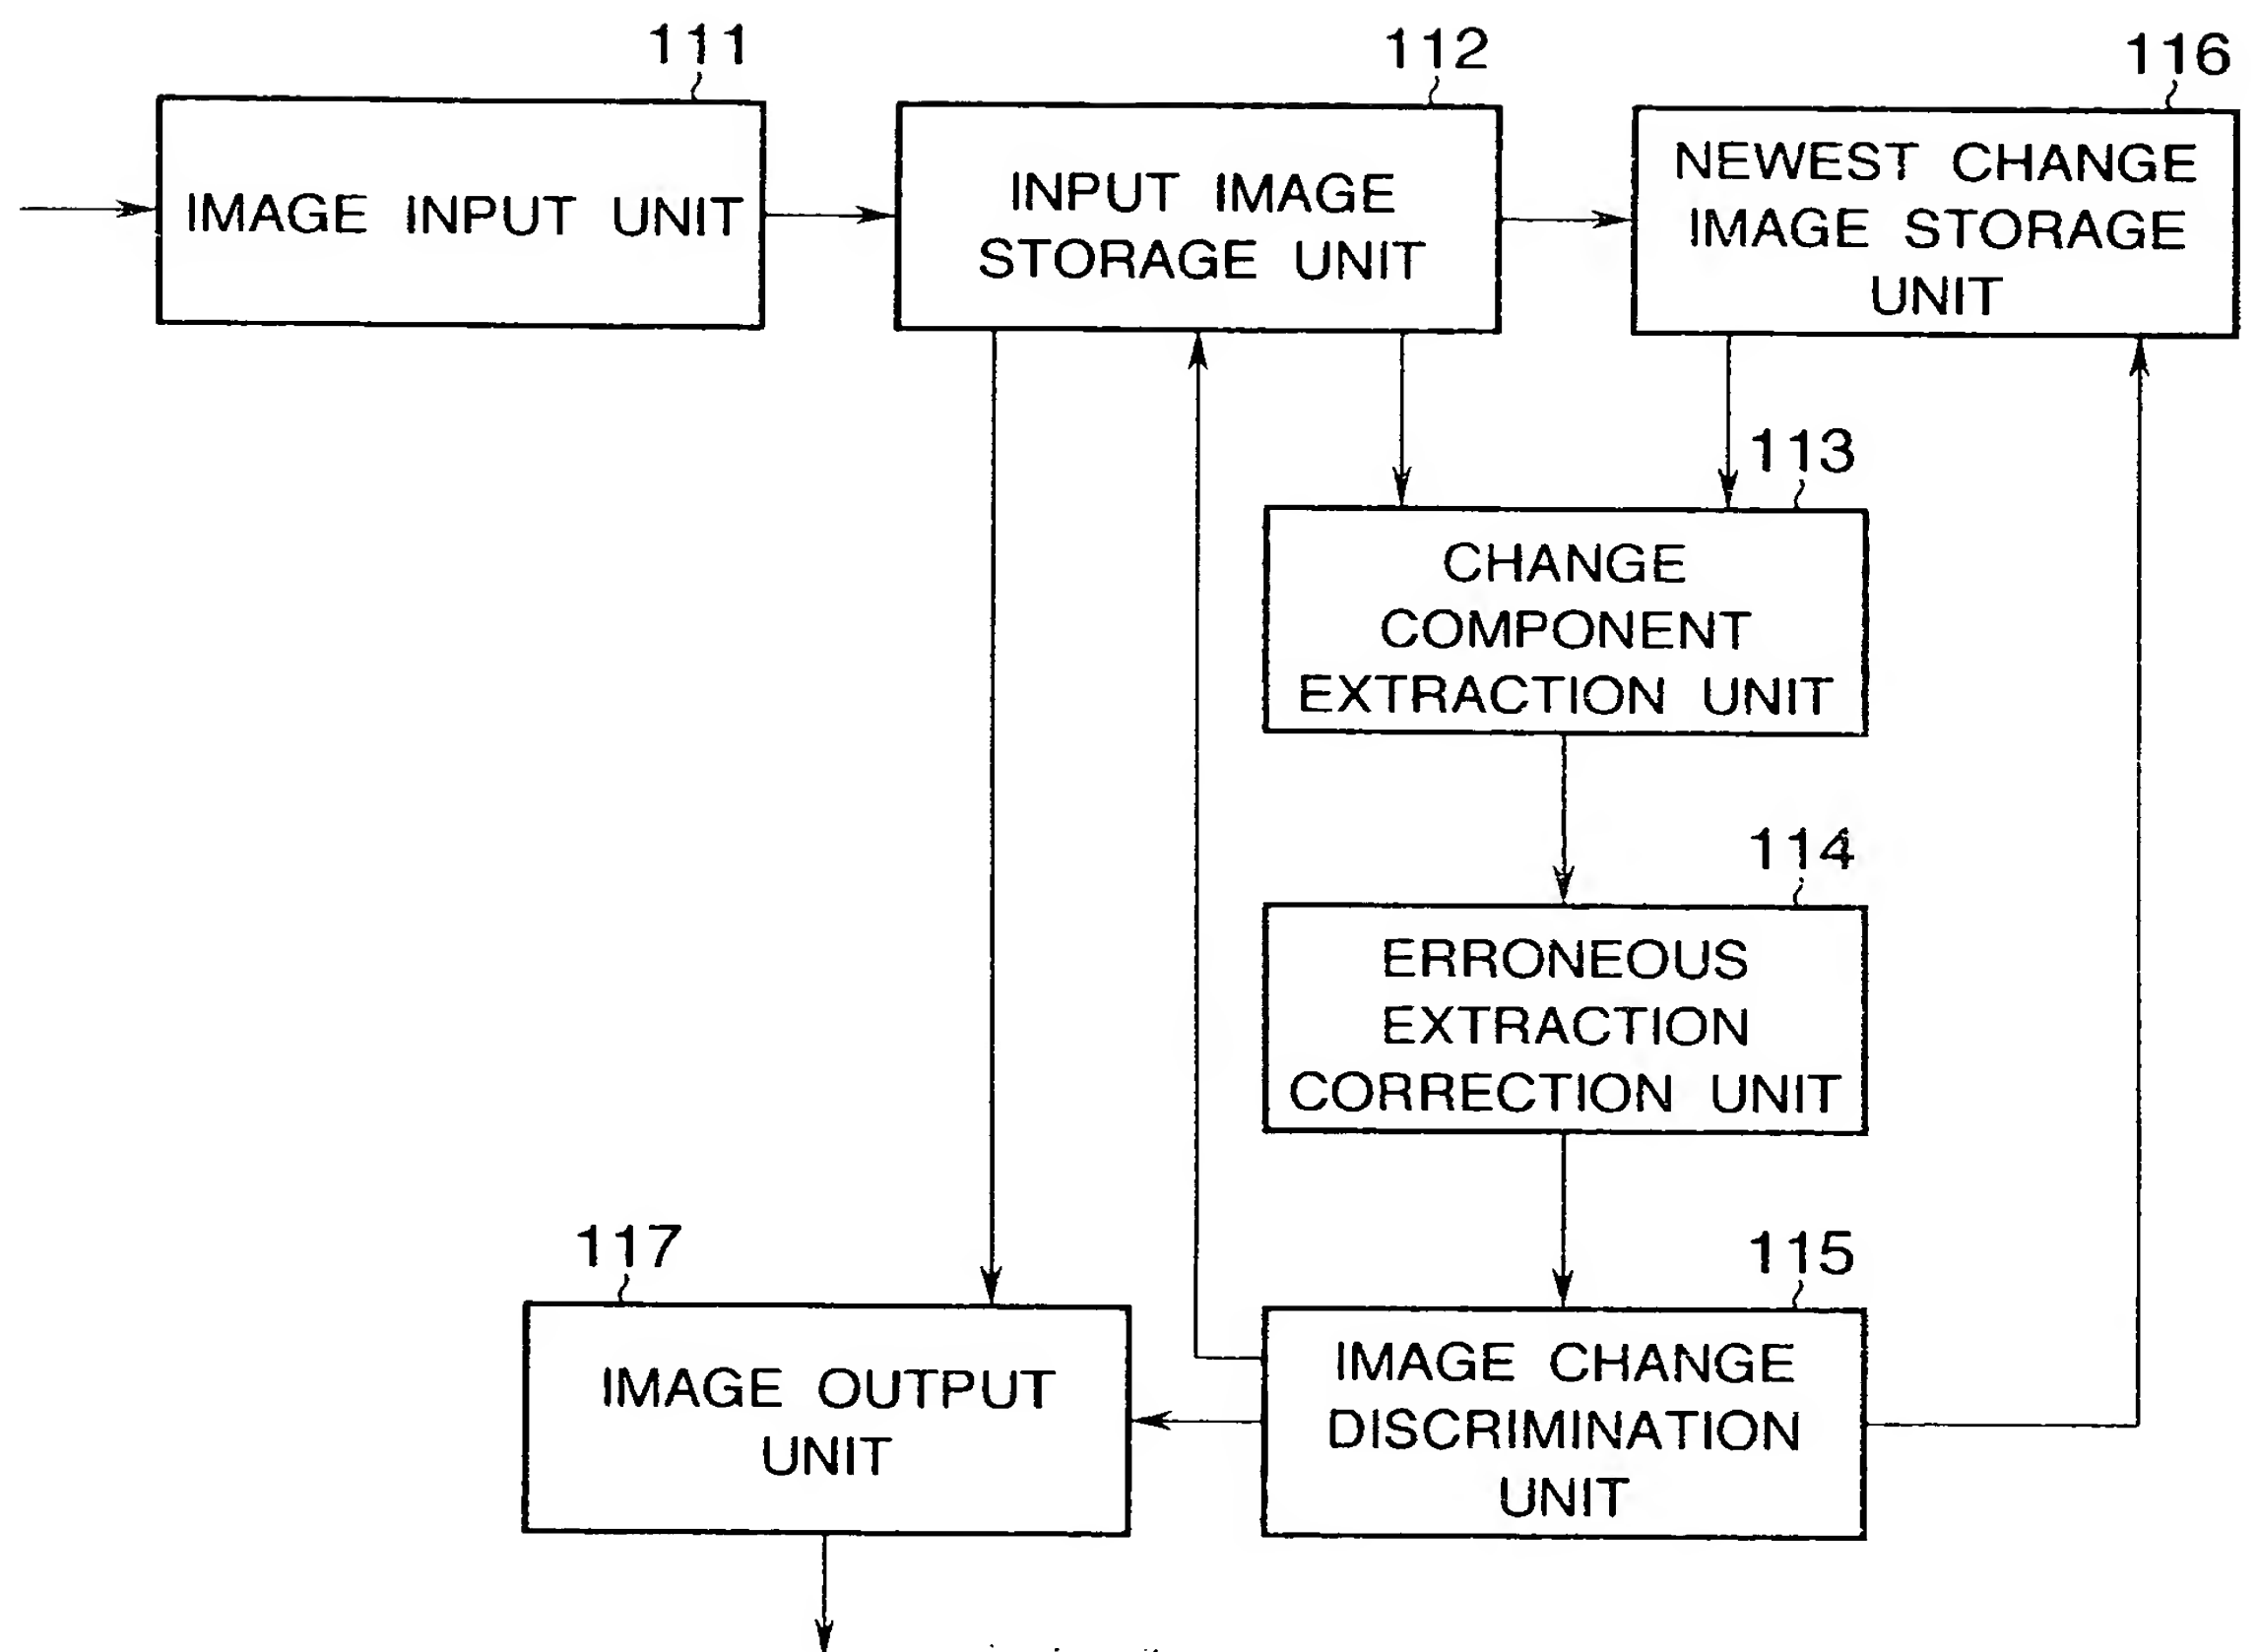 111
IMAGE INPUT UNIT
112
INPUT IMAGE
STORAGE UNIT
116
NEWEST CHANGE
IMAGE STORAGE
UNIT
113
CHANGE
COMPONENT
EXTRACTION UNIT
114
ERRONEOUS
EXTRACTION
CORRECTION UNIT
117
IMAGE OUTPUT
UNIT
115
IMAGE CHANGE
DISCRIMINATION
UNIT